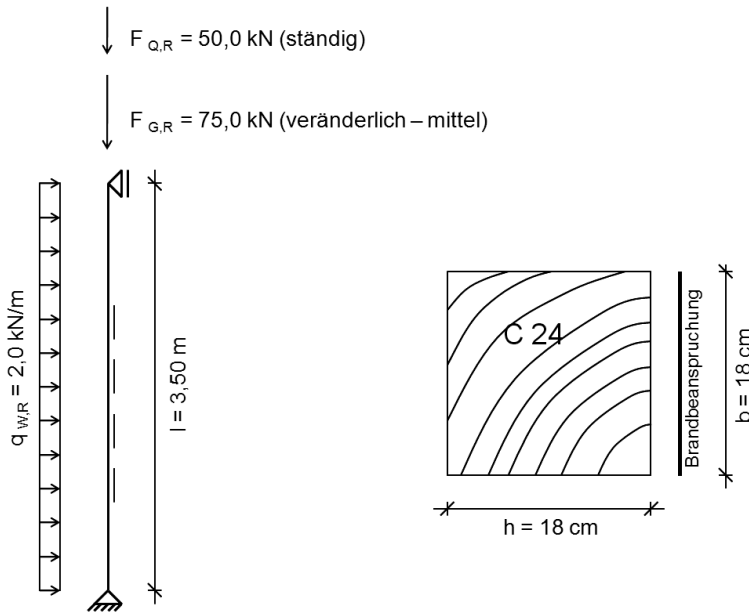 F Q,R = 50,0 kN (ständig)
F G,R = 75,0 kN (veränderlich – mittel)
q W,R = 2,0 kN/m
l = 3,50 m
C 24
Brandbeanspruchung
b = 18 cm
h = 18 cm